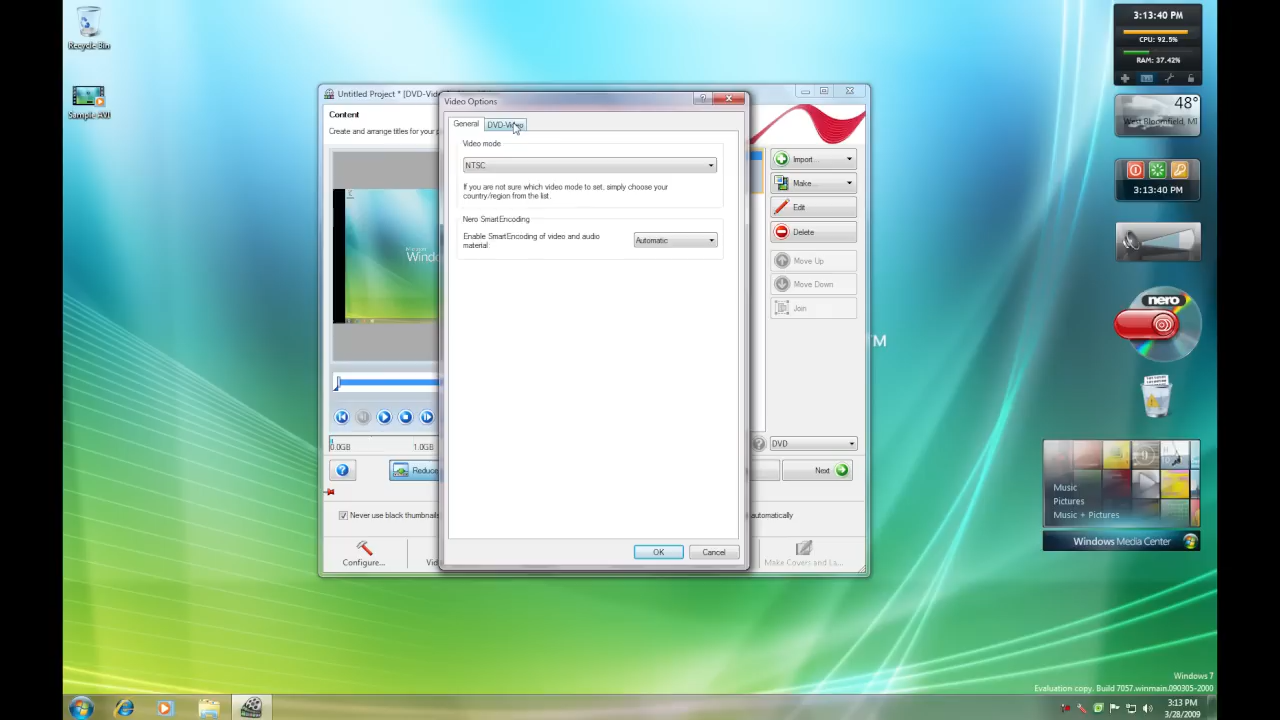 3:13:40 PM
CPU: 92.5%
RAM: 37.42%
Recycle Bin
Sample AVI
48°
West Bloomfield, MI
3:13:40 PM
Untitled Project * [DVD-Vide
Content
Create and arrange titles for your p
Video Options
General
DVD-Video
Video mode
NTSC
If you are not sure which video mode to set, simply choose your
country/region from the list.
Nero SmartEncoding
Enable SmartEncoding of video and audio
material:
Automatic
OK
Cancel
Import...
Make...
Edit
Delete
Move Up
Move Down
Join
DVD
Next
0.0GB
1.0GB
Reduce
Never use black thumbnails
automatically
Configure...
Make Covers and La...
TM
nero
Music
Pictures
Music + Pictures
Windows Media Center
Windows 7
Evaluation copy. Build 7057.winmain.090305-2000
3:13 PM
3/28/2009